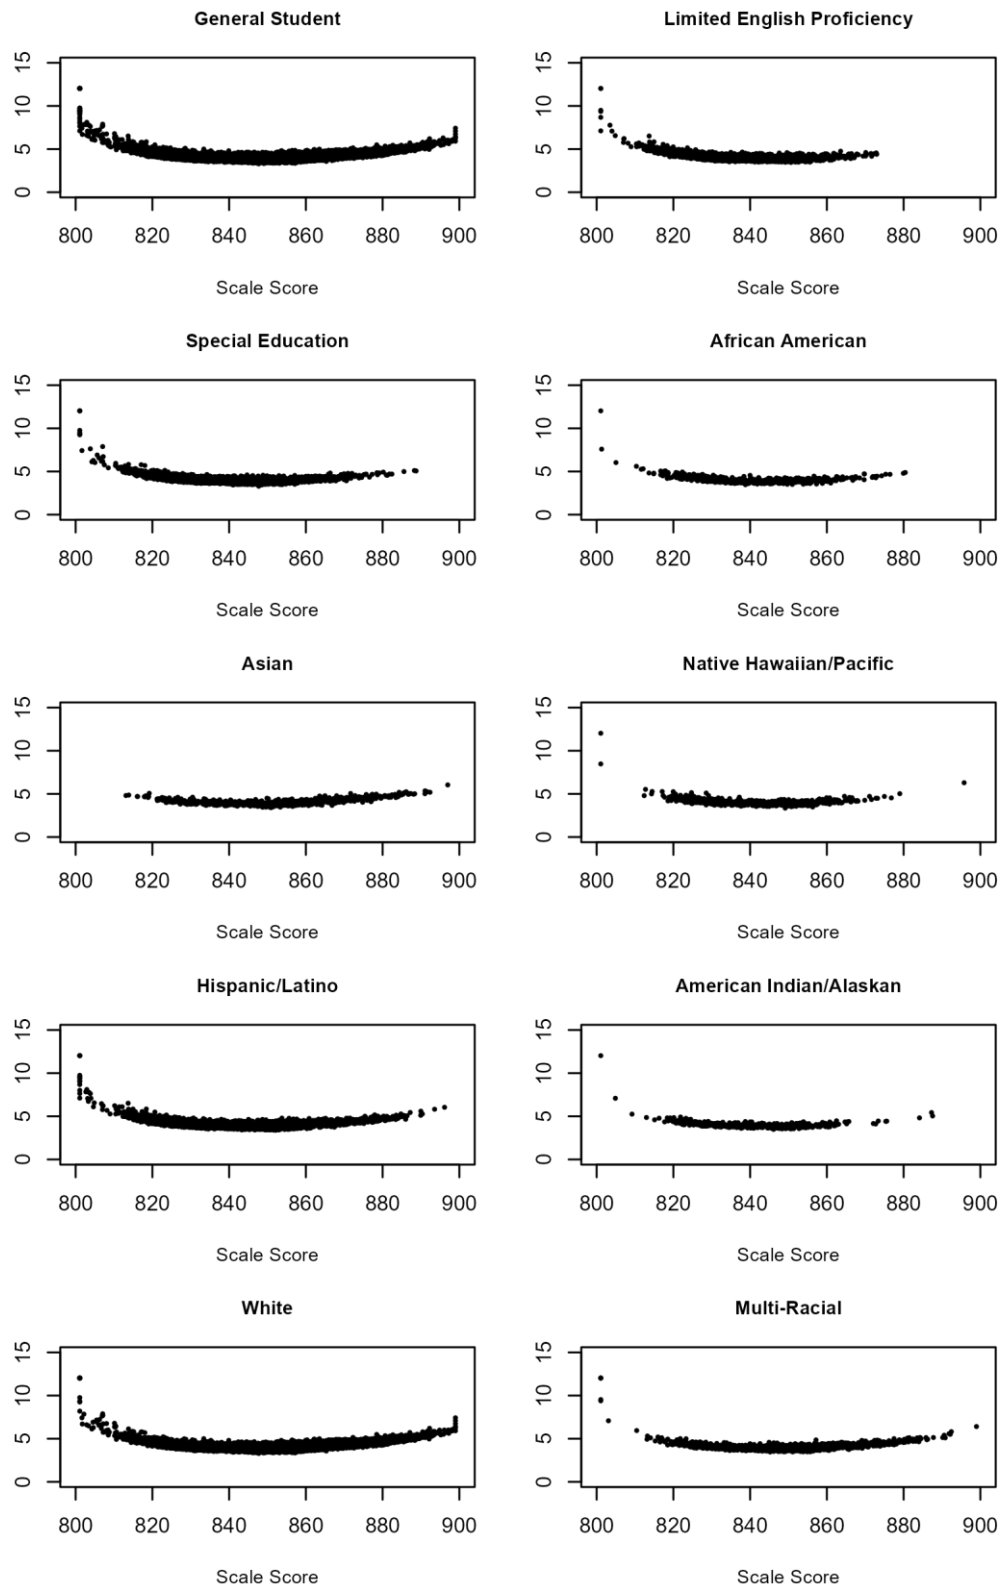 General Student
15
10
5
0
800 820 840 860 880 900
Scale Score
Limited English Proficiency
15
10
5
0
800 820 840 860 880 900
Scale Score
Special Education
15
10
5
0
800 820 840 860 880 900
Scale Score
African American
15
10
5
0
800 820 840 860 880 900
Scale Score
Asian
15
10
5
0
800 820 840 860 880 900
Scale Score
Native Hawaiian/Pacific
15
10
5
0
800 820 840 860 880 900
Scale Score
Hispanic/Latino
15
10
5
0
800 820 840 860 880 900
Scale Score
American Indian/Alaskan
15
10
5
0
800 820 840 860 880 900
Scale Score
White
15
10
5
0
800 820 840 860 880 900
Scale Score
Multi-Racial
15
10
5
0
800 820 840 860 880 900
Scale Score